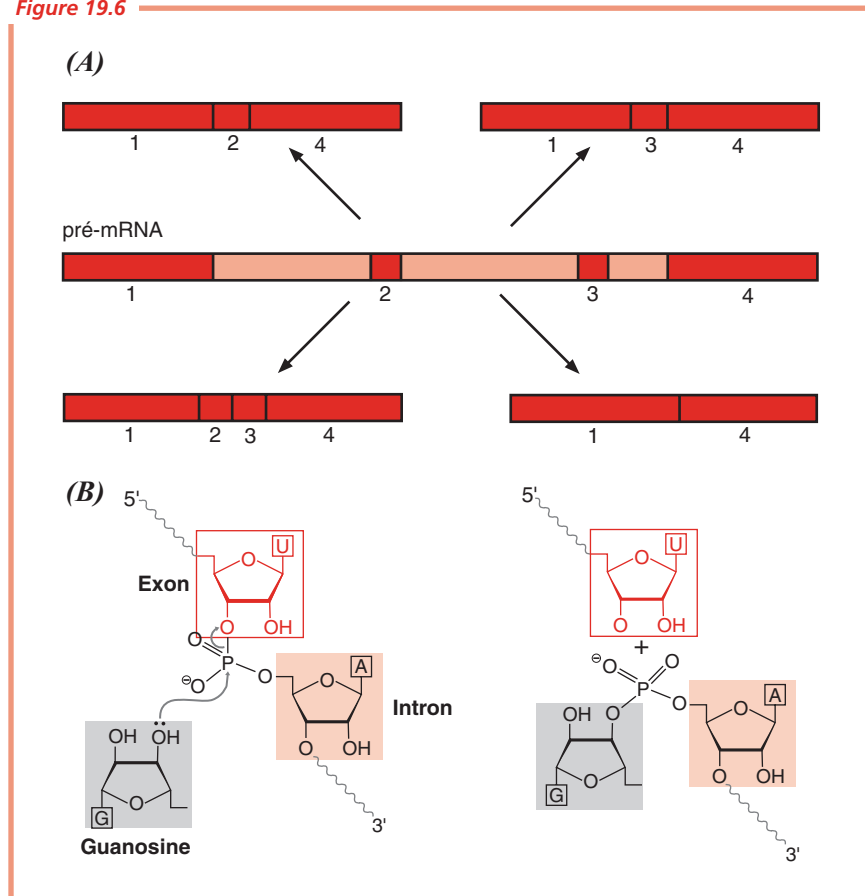 Figure 19.6
(A)
1 2 4
1 3 4
pré-mRNA
1 2 3 4
1 2 3 4
1 4
(B)
5'
U
O
Exon
O OH
O
P
⊖O
O
A
O
Intron
O OH
OH OH
O
G
Guanosine
3'
5'
U
O
O OH
+
⊖O O
P
O
O
A
O
OH
O OH
O
G
3'